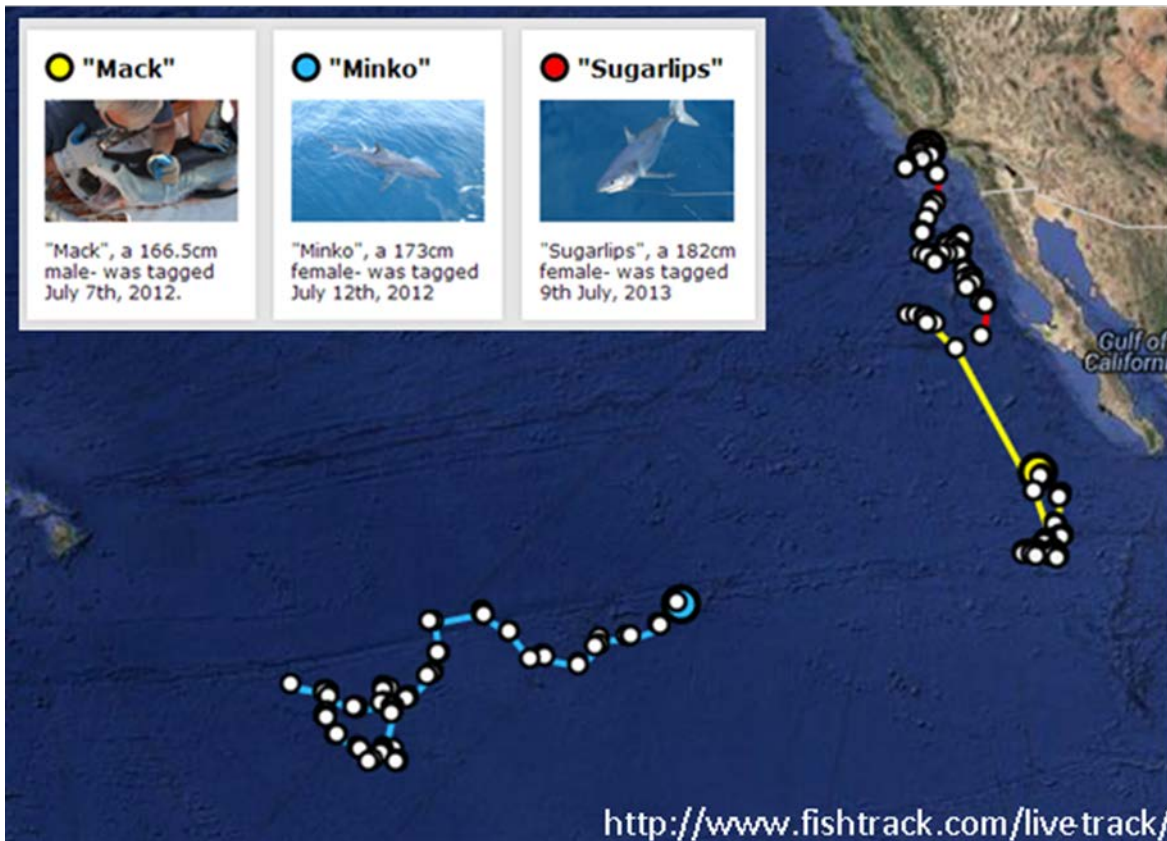 "Mack"
"Mack", a 166.5cm
male- was tagged
July 7th, 2012.
"Minko"
"Minko", a 173cm
female- was tagged
July 12th, 2012
"Sugarlips"
"Sugarlips", a 182cm
female- was tagged
9th July, 2013
Gulf of
Californi
http://www.fishtrack.com/livetrack/